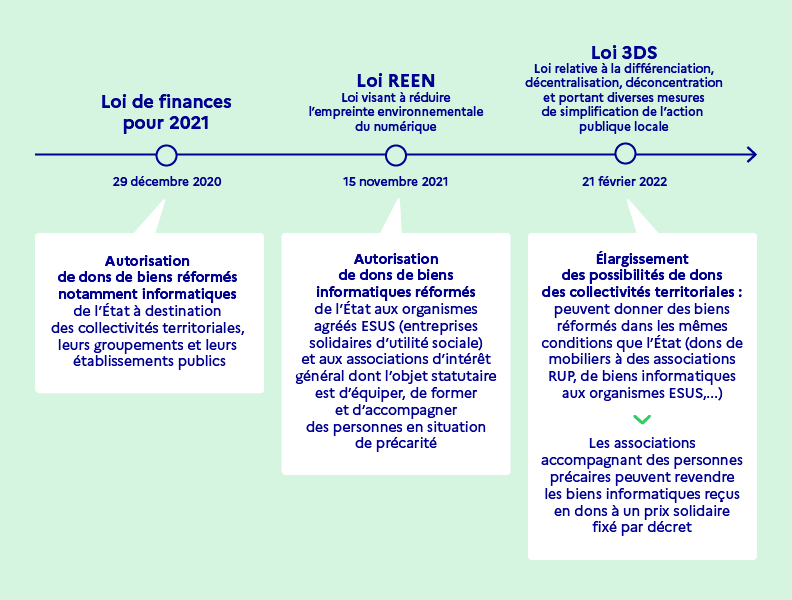 Loi de finances
pour 2021
29 décembre 2020
Autorisation
de dons de biens réformés
notamment informatiques
de l’État à destination
des collectivités territoriales,
leurs groupements et leurs
établissements publics
Loi REEN
Loi visant à réduire
l’empreinte environnementale
du numérique
15 novembre 2021
Autorisation
de dons de biens
informatiques réformés
de l’État aux organismes
agréés ESUS (entreprises
solidaires d’utilité sociale)
et aux associations d’intérêt
général dont l’objet statutaire
est d’équiper, de former
et d’accompagner
des personnes en situation
de précarité
Loi 3DS
Loi relative à la différenciation,
décentralisation, déconcentration
et portant diverses mesures
de simplification de l’action
publique locale
21 février 2022
Élargissement
des possibilités de dons
des collectivités territoriales :
peuvent donner des biens
réformés dans les mêmes
conditions que l’État (dons de
mobiliers à des associations
RUP, de biens informatiques
aux organismes ESUS,...)
Les associations
accompagnant des personnes
précaires peuvent revendre
les biens informatiques reçus
en dons à un prix solidaire
fixé par décret